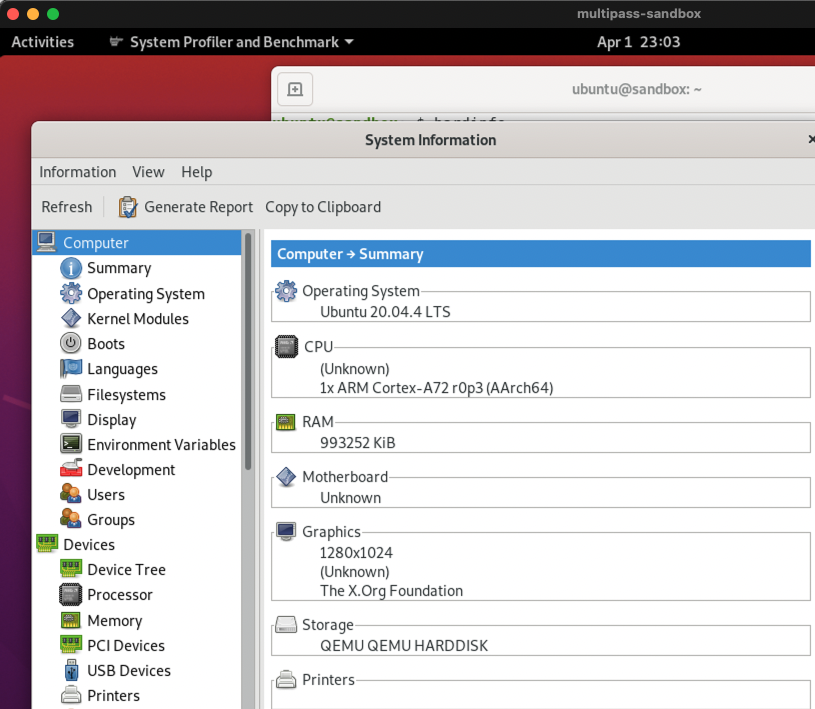 multipass-sandbox
Activities System Profiler and Benchmark Apr 1 23:03
ubuntu@sandbox: ~
ubuntu@sandbox:~$ hardinfo
System Information
Information View Help
Refresh Generate Report Copy to Clipboard
Computer
Summary
Operating System
Kernel Modules
Boots
Languages
Filesystems
Display
Environment Variables
Development
Users
Groups
Devices
Device Tree
Processor
Memory
PCI Devices
USB Devices
Printers
Computer → Summary
Operating System
Ubuntu 20.04.4 LTS
CPU
(Unknown)
1x ARM Cortex-A72 r0p3 (AArch64)
RAM
993252 KiB
Motherboard
Unknown
Graphics
1280x1024
(Unknown)
The X.Org Foundation
Storage
QEMU QEMU HARDDISK
Printers